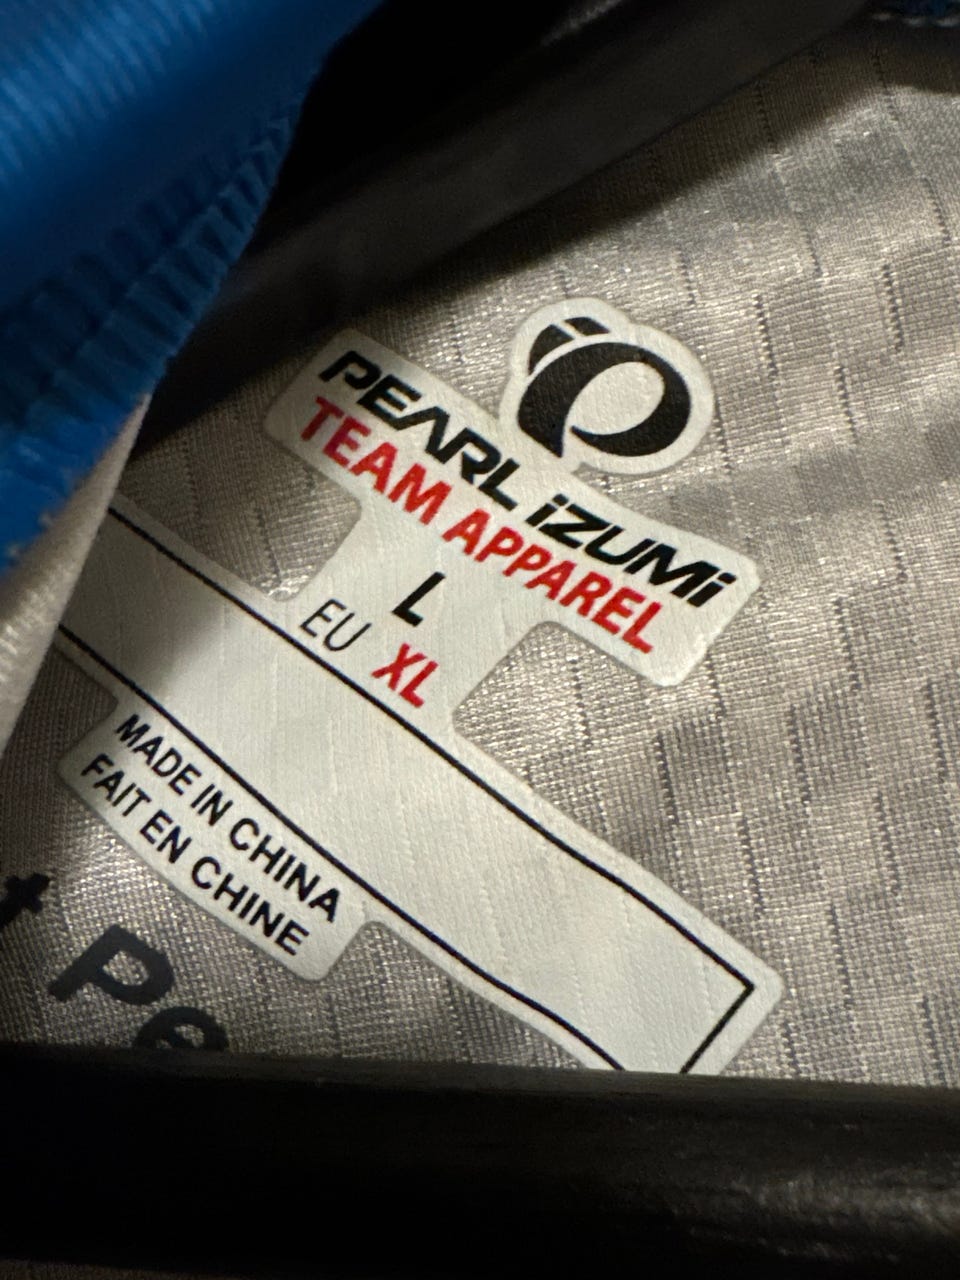 PEARL iZUMi
TEAM APPAREL
L
EU XL
MADE IN CHINA
FAIT EN CHINE